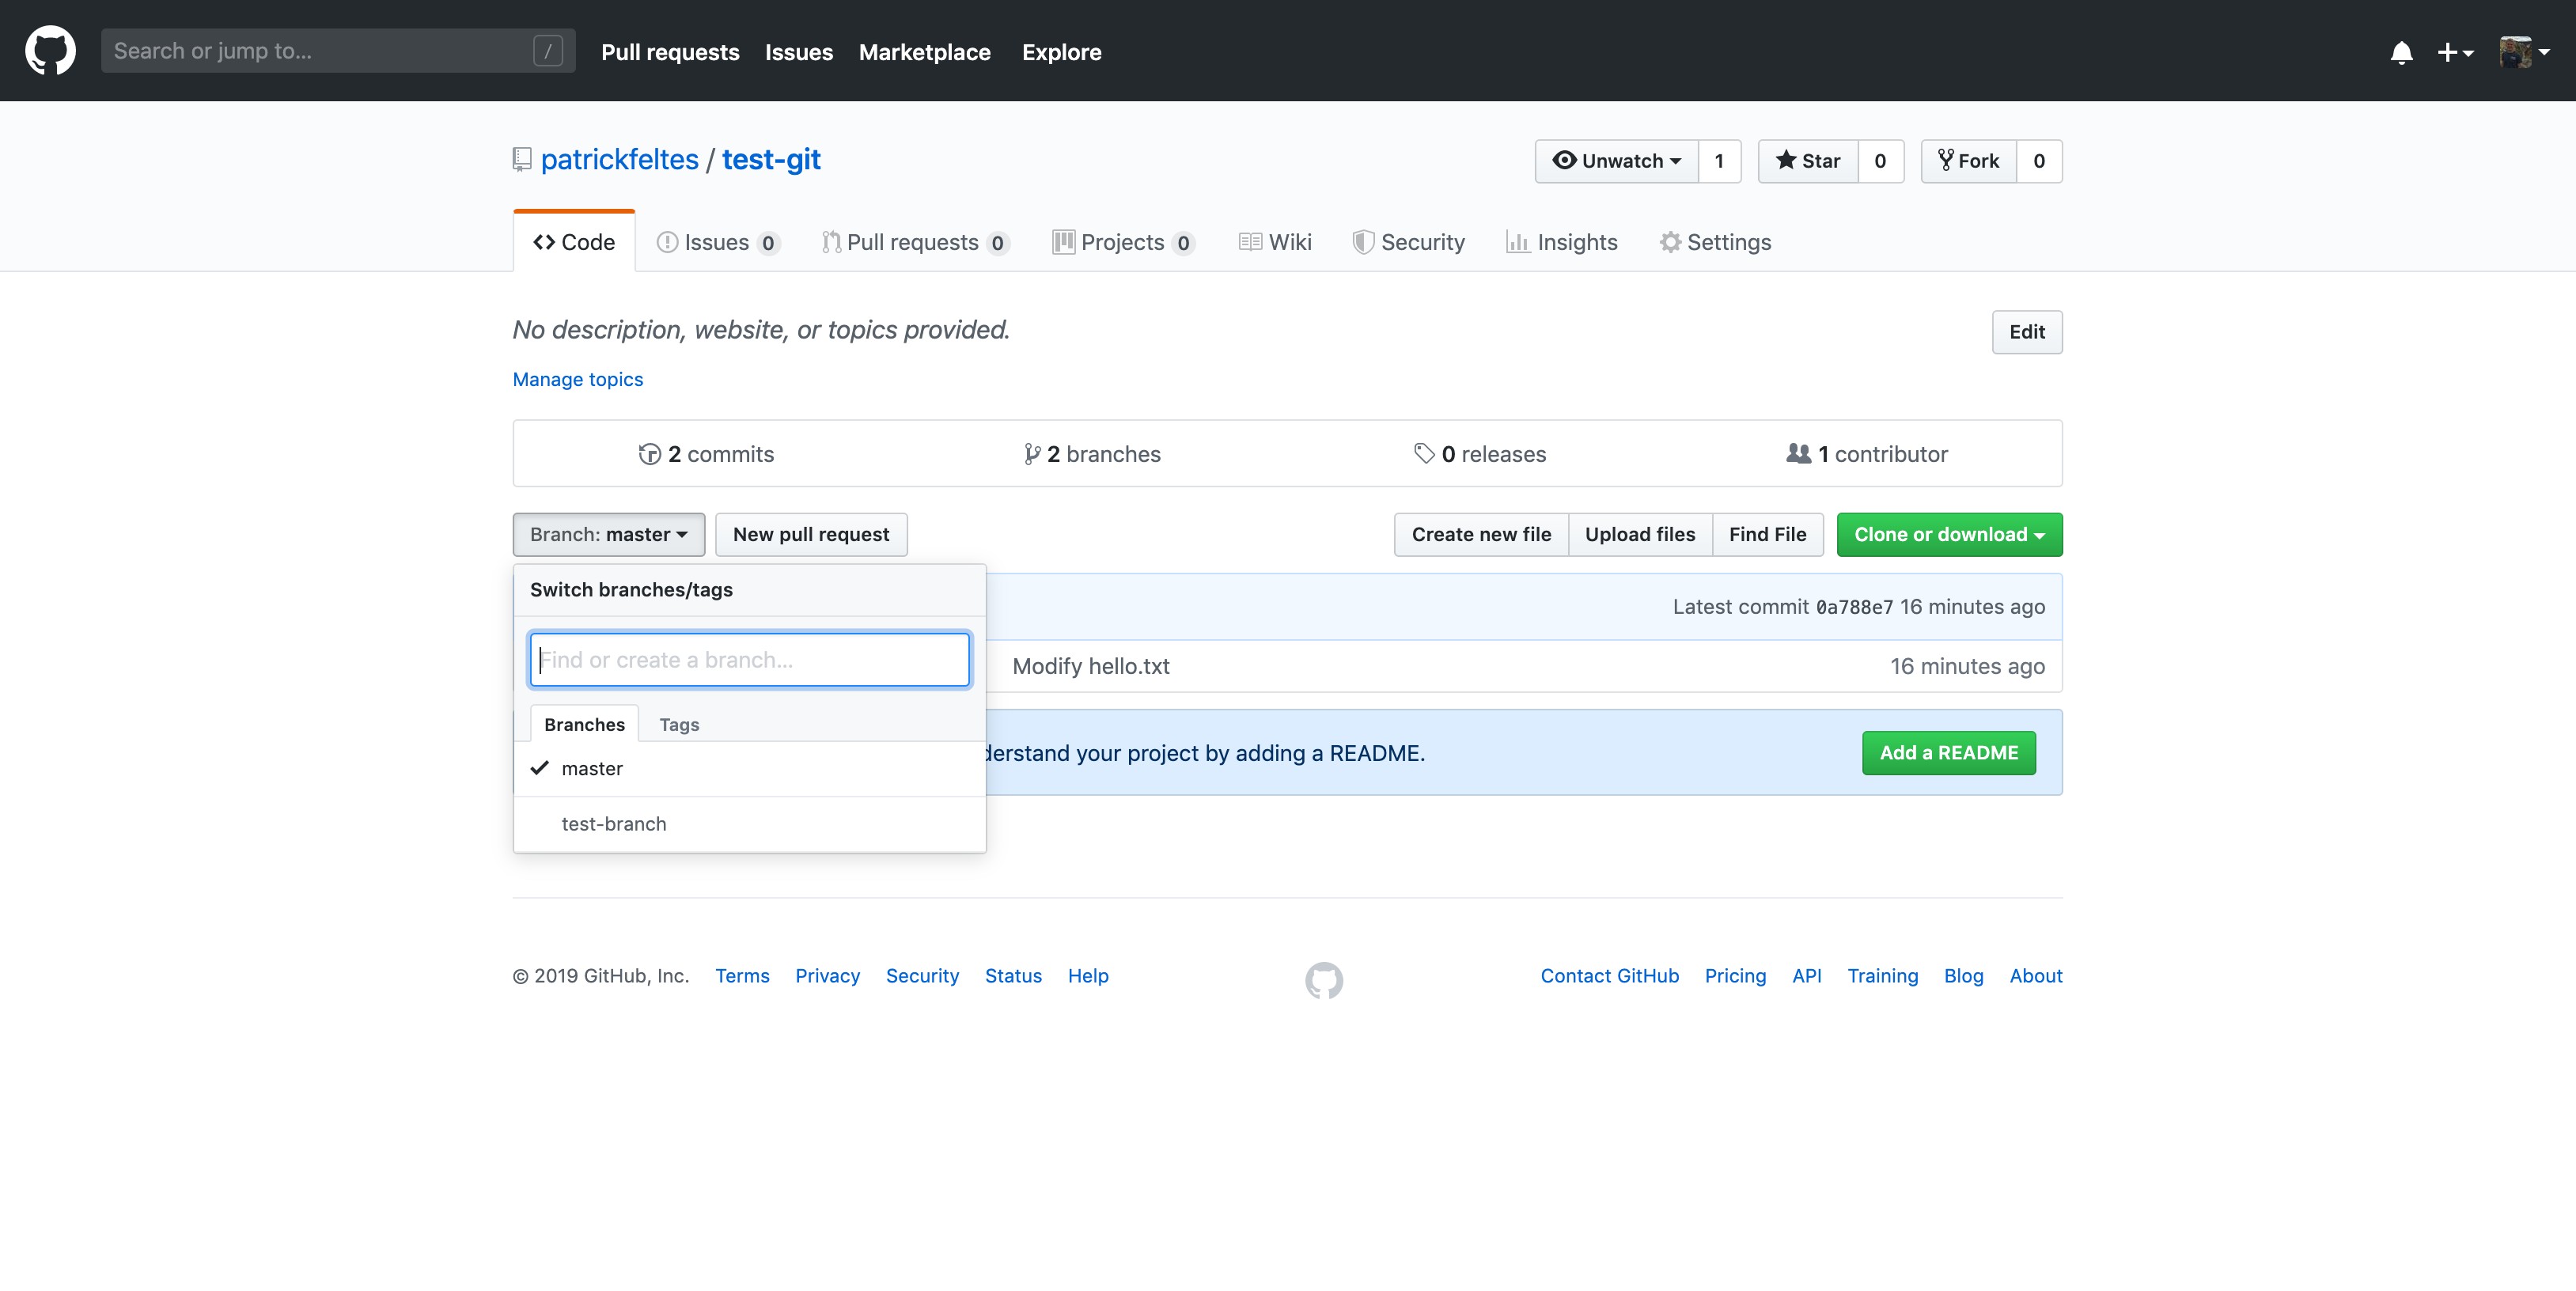 Search or jump to... / Pull requests Issues Marketplace Explore
patrickfeltes / test-git Unwatch 1 Star 0 Fork 0
Code Issues 0 Pull requests 0 Projects 0 Wiki Security Insights Settings
No description, website, or topics provided. Edit
Manage topics
2 commits 2 branches 0 releases 1 contributor
Branch: master New pull request Create new file Upload files Find File Clone or download
Switch branches/tags
Latest commit 0a788e7 16 minutes ago
Find or create a branch...
Modify hello.txt 16 minutes ago
Branches Tags
derstand your project by adding a README. Add a README
master
test-branch
© 2019 GitHub, Inc. Terms Privacy Security Status Help Contact GitHub Pricing API Training Blog About